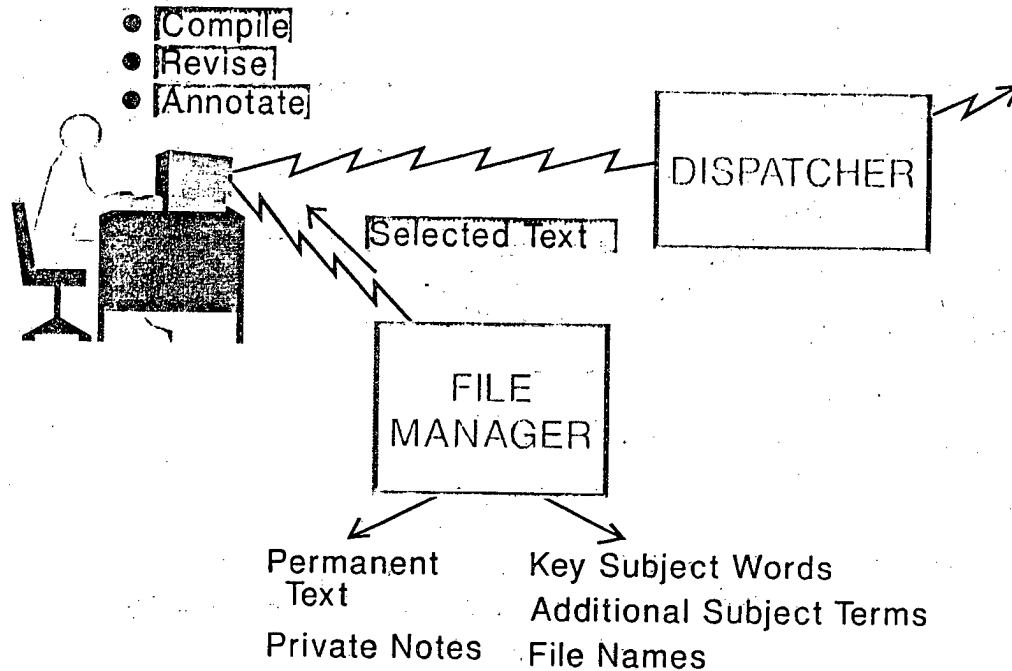 Compile
Revise
Annotate
DISPATCHER
Selected Text
FILE
MANAGER
Permanent
Text
Private Notes
Key Subject Words
Additional Subject Terms
File Names